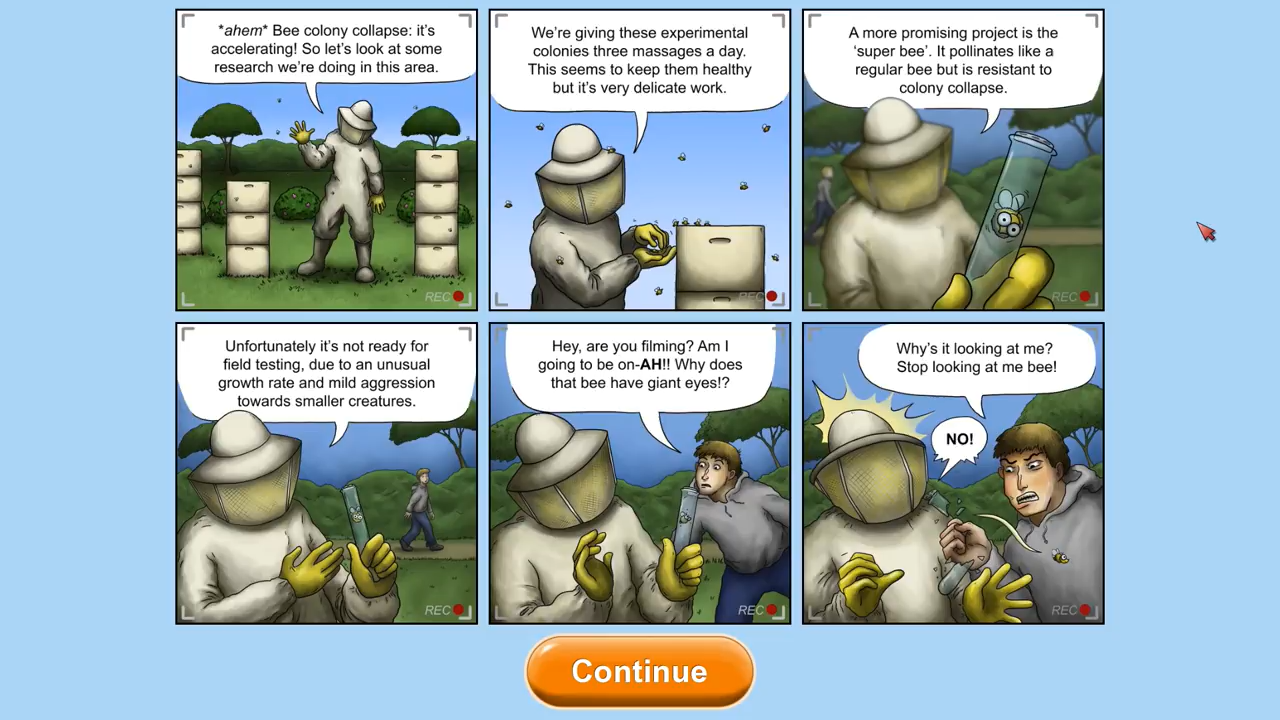 *ahem* Bee colony collapse: it's
accelerating! So let's look at some
research we're doing in this area.
REC
We're giving these experimental
colonies three massages a day.
This seems to keep them healthy
but it's very delicate work.
REC
A more promising project is the
'super bee'. It pollinates like a
regular bee but is resistant to
colony collapse.
REC
Unfortunately it's not ready for
field testing, due to an unusual
growth rate and mild aggression
towards smaller creatures.
REC
Hey, are you filming? Am I
going to be on-AH!! Why does
that bee have giant eyes!?
REC
Why's it looking at me?
Stop looking at me bee!
NO!
REC
Continue